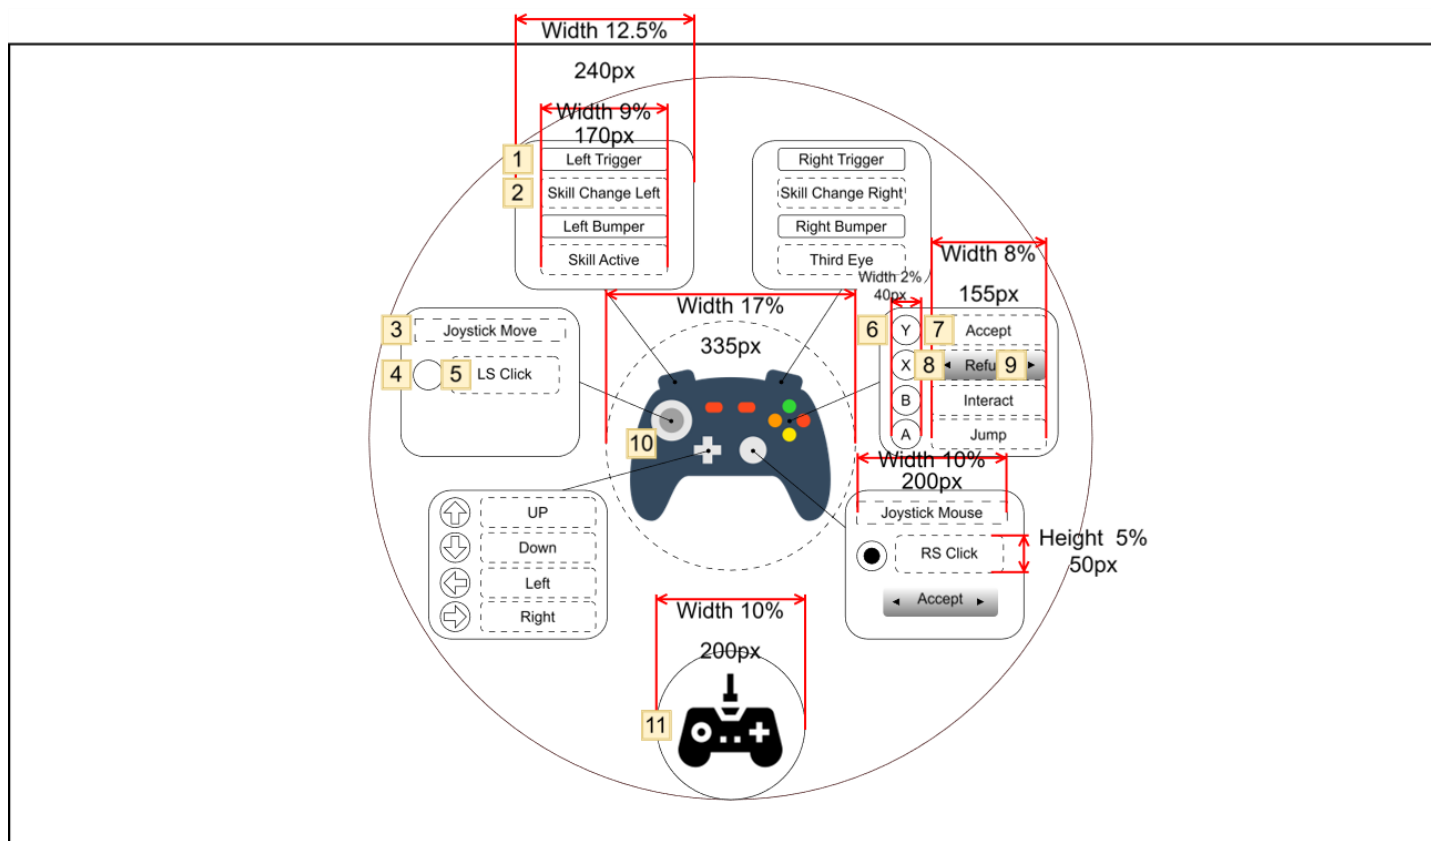 Width 12.5%
240px
Width 9%
170px
1
Left Trigger
2
Skill Change Left
Left Bumper
Skill Active
Right Trigger
Skill Change Right
Right Bumper
Third Eye
Width 2%
40px
Width 8%
155px
Width 17%
335px
3
Joystick Move
4
5
LS Click
6
Y
7
Accept
X
8
◂
9
▸
B
Interact
A
Jump
10
Width 10%
200px
Joystick Mouse
RS Click
Height 5%
50px
◂ Accept ▸
UP
Down
Left
Right
Width 10%
200px
11